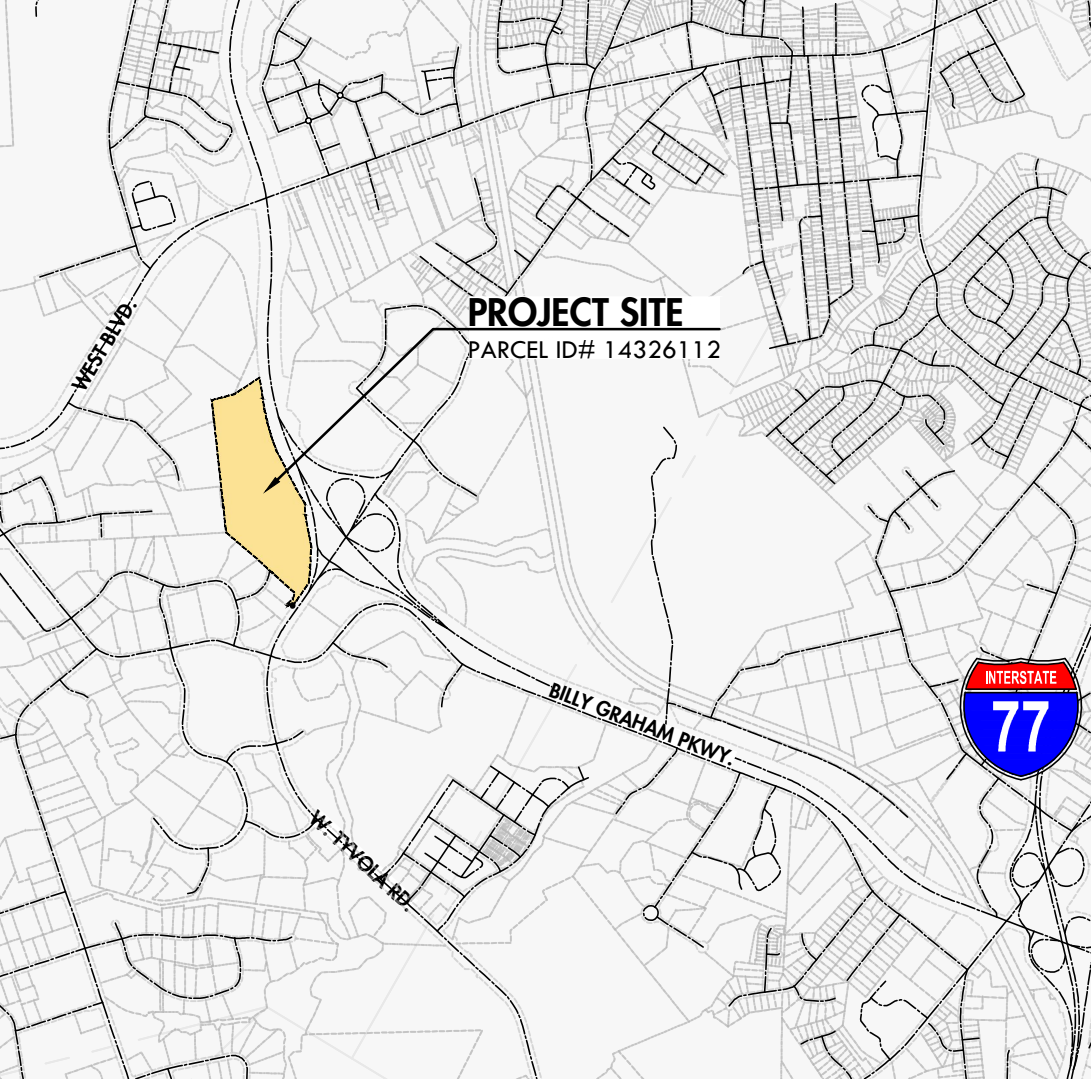 PROJECT SITE
PARCEL ID# 14326112
WEST BLVD.
INTERSTATE
77
BILLY GRAHAM PKWY.
W. TYVOLA RD.